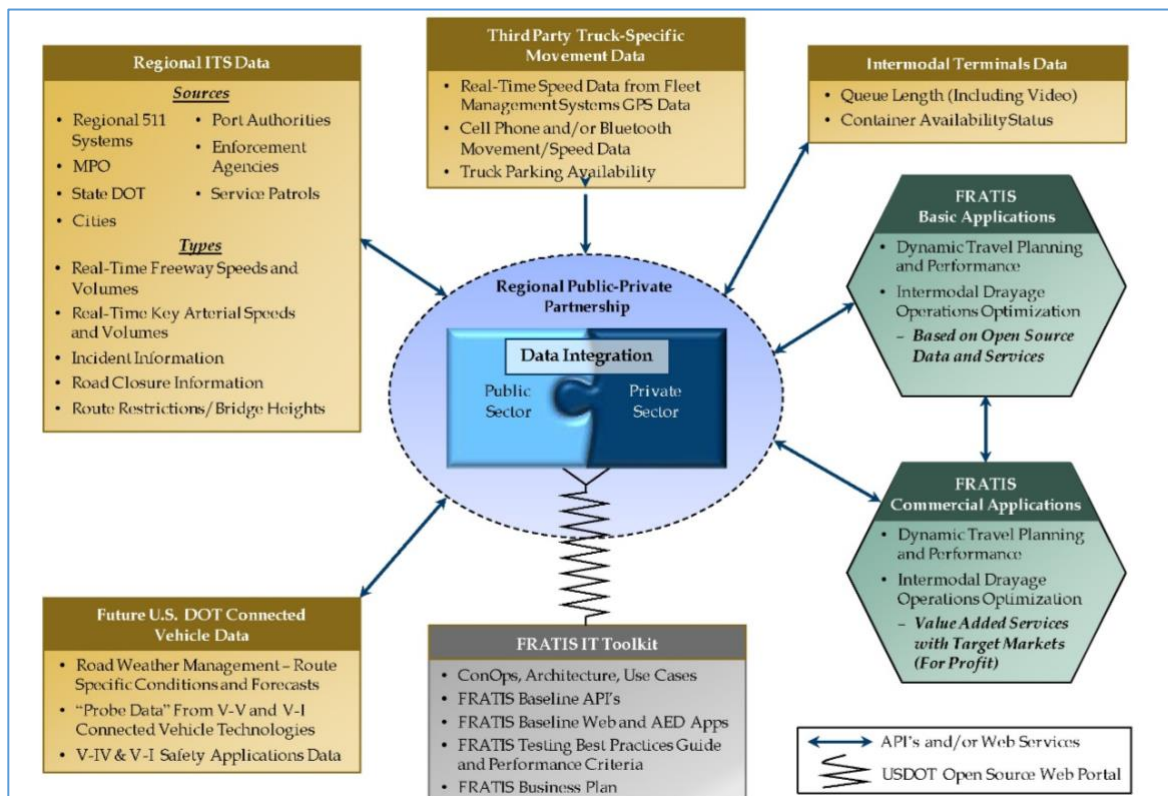 Regional ITS Data
Sources
• Regional 511
Systems
• MPO
• State DOT
• Cities
• Port Authorities
• Enforcement
Agencies
• Service Patrols
Types
• Real-Time Freeway Speeds and
Volumes
• Real-Time Key Arterial Speeds
and Volumes
• Incident Information
• Road Closure Information
• Route Restrictions/Bridge Heights
Third Party Truck-Specific
Movement Data
• Real-Time Speed Data from Fleet
Management Systems GPS Data
• Cell Phone and/or Bluetooth
Movement/Speed Data
• Truck Parking Availability
Intermodal Terminals Data
• Queue Length (Including Video)
• Container Availability Status
Regional Public-Private
Partnership
Data Integration
Public
Sector
Private
Sector
FRATIS
Basic Applications
• Dynamic Travel Planning
and Performance
• Intermodal Drayage
Operations Optimization
– Based on Open Source
Data and Services
FRATIS
Commercial Applications
• Dynamic Travel Planning
and Performance
• Intermodal Drayage
Operations Optimization
– Value Added Services
with Target Markets
(For Profit)
Future U.S. DOT Connected
Vehicle Data
• Road Weather Management – Route
Specific Conditions and Forecasts
• “Probe Data” From V-V and V-I
Connected Vehicle Technologies
• V-IV & V-I Safety Applications Data
FRATIS IT Toolkit
• ConOps, Architecture, Use Cases
• FRATIS Baseline API's
• FRATIS Baseline Web and AED Apps
• FRATIS Testing Best Practices Guide
and Performance Criteria
• FRATIS Business Plan
API's and/or Web Services
USDOT Open Source Web Portal